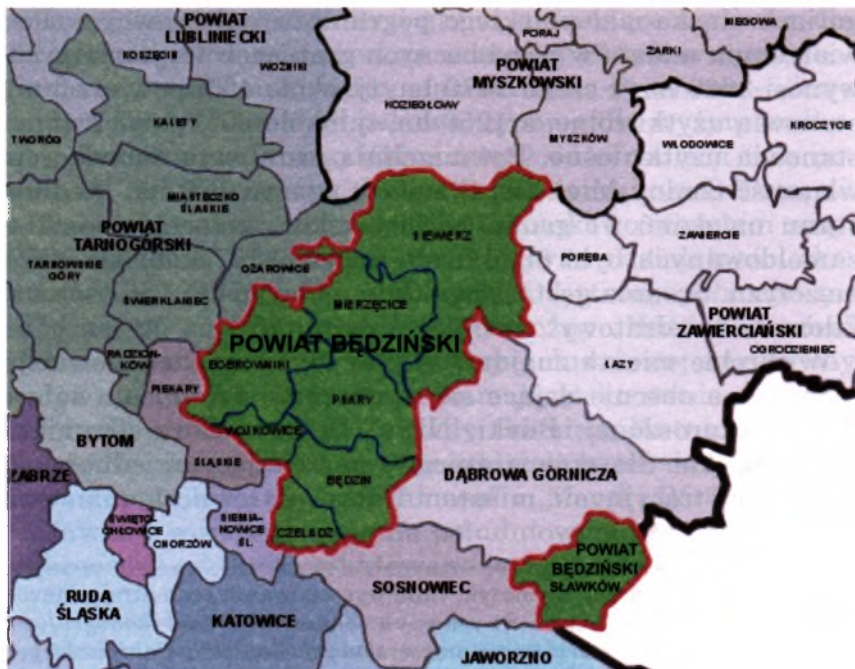 POWIAT
LUBLINIECKI
KOSZĘCIN
WOŹNIKI
PORAJ
NIEGOWA
ŻARKI
POWIAT
MYSZKOWSKI
KOZIEGŁOWY
MYSZKÓW
WŁODOWICE
KROCZYCE
TWORÓG
KALETY
MIASTECZKO
ŚLĄSKIE
POWIAT
TARNOGÓRSKI
TARNOWSKIE
GÓRY
OŻAROWICE
SIEWIERZ
PORĘBA
ZAWIERCIE
ŚWIERKLANIEC
MIERZĘCICE
POWIAT
ZAWIERCIAŃSKI
OGRODZIENIEC
RADZION-
KÓW
POWIAT BĘDZIŃSKI
BOBROWNIKI
ŁAZY
PIEKARY
PSARY
BYTOM
WOJKOWICE
ŚLĄSKIE
ZABRZE
BĘDZIN
DĄBROWA GÓRNICZA
ŚWIĘTO-
CHŁOWICE
CHORZÓW
SIEMIA-
NOWICE
ŚL.
CZELADŹ
POWIAT
BĘDZIŃSKI
SŁAWKÓW
SOSNOWIEC
RUDA
ŚLĄSKA
KATOWICE
JAWORZNO